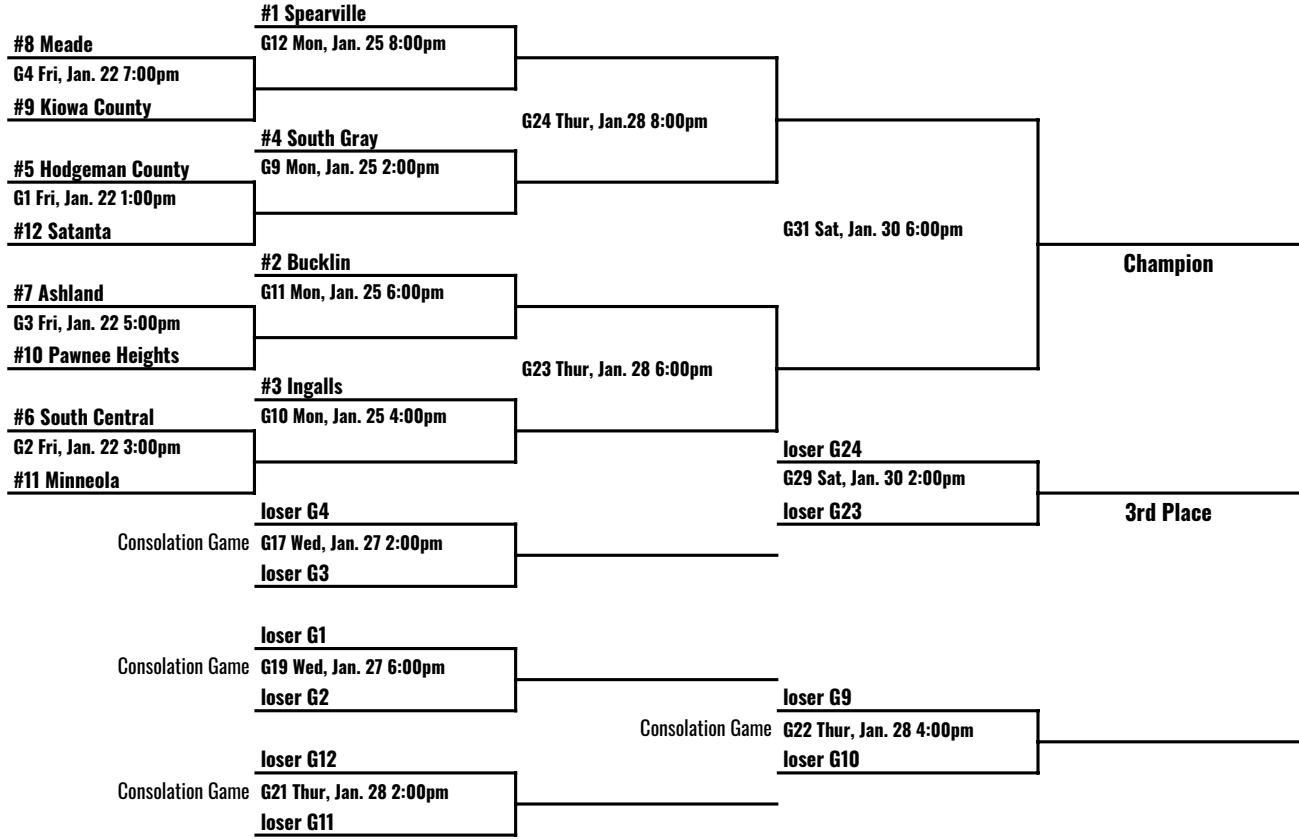 #1 Spearville
#8 Meade
G12 Mon, Jan. 25 8:00pm
G4 Fri, Jan. 22 7:00pm
#9 Kiowa County
G24 Thur, Jan.28 8:00pm
#4 South Gray
#5 Hodgeman County
G9 Mon, Jan. 25 2:00pm
G1 Fri, Jan. 22 1:00pm
#12 Satanta
G31 Sat, Jan. 30 6:00pm
#2 Bucklin
Champion
#7 Ashland
G11 Mon, Jan. 25 6:00pm
G3 Fri, Jan. 22 5:00pm
#10 Pawnee Heights
G23 Thur, Jan. 28 6:00pm
#3 Ingalls
#6 South Central
G10 Mon, Jan. 25 4:00pm
G2 Fri, Jan. 22 3:00pm
loser G24
#11 Minneola
G29 Sat, Jan. 30 2:00pm
loser G4
loser G23
3rd Place
Consolation Game G17 Wed, Jan. 27 2:00pm
loser G3
loser G1
Consolation Game G19 Wed, Jan. 27 6:00pm
loser G2
loser G9
Consolation Game G22 Thur, Jan. 28 4:00pm
loser G12
loser G10
Consolation Game G21 Thur, Jan. 28 2:00pm
loser G11